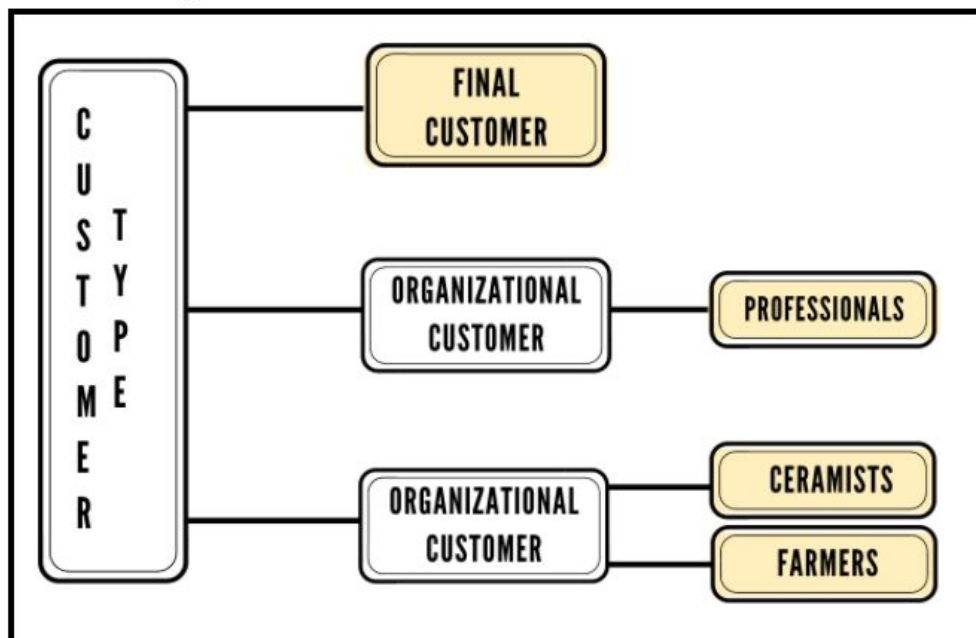 CUSTOMER
TYPE
FINAL
CUSTOMER
ORGANIZATIONAL
CUSTOMER
PROFESSIONALS
ORGANIZATIONAL
CUSTOMER
CERAMISTS
FARMERS